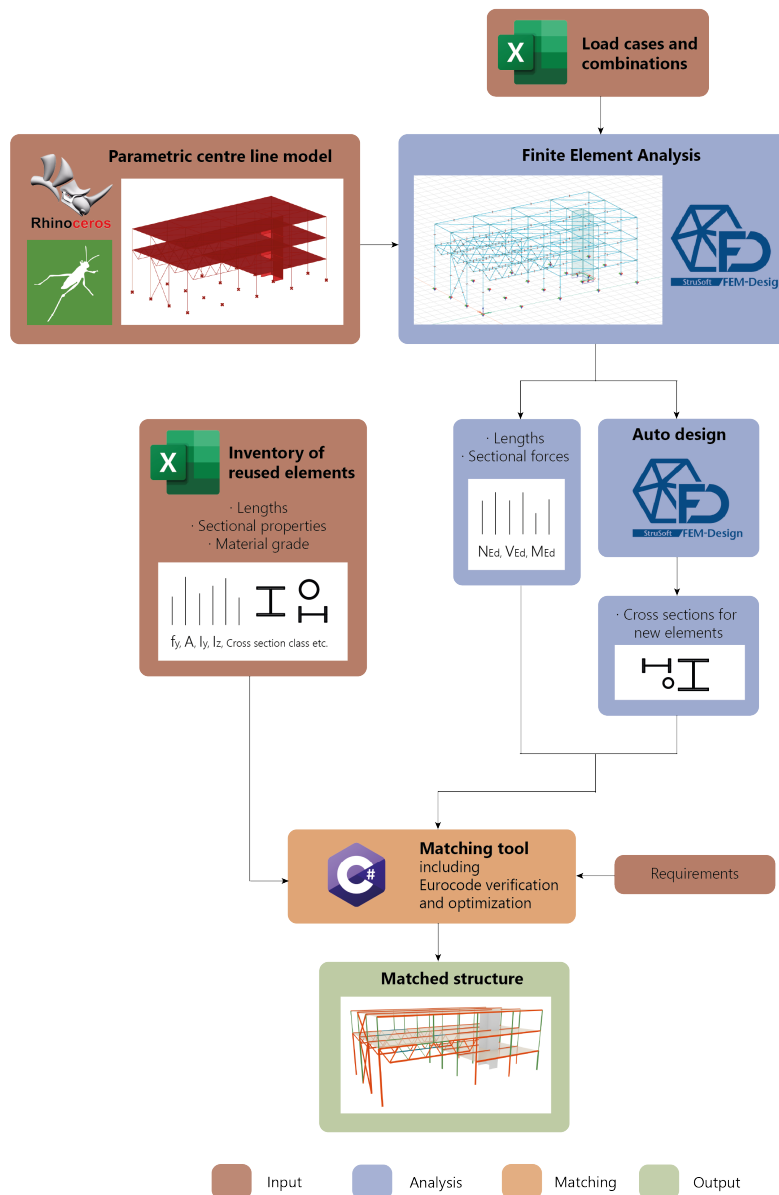 Load cases and
combinations
Parametric centre line model
Rhinoceros
Finite Element Analysis
StruSoft FEM-Design
· Lengths
· Sectional forces
NEd, VEd, MEd
Auto design
StruSoft FEM-Design
· Cross sections for
new elements
Inventory of
reused elements
· Lengths
· Sectional properties
· Material grade
fy, A, Iy, Iz, Cross section class etc.
Matching tool
including
Eurocode verification
and optimization
C#
Requirements
Matched structure
Input
Analysis
Matching
Output
X
X